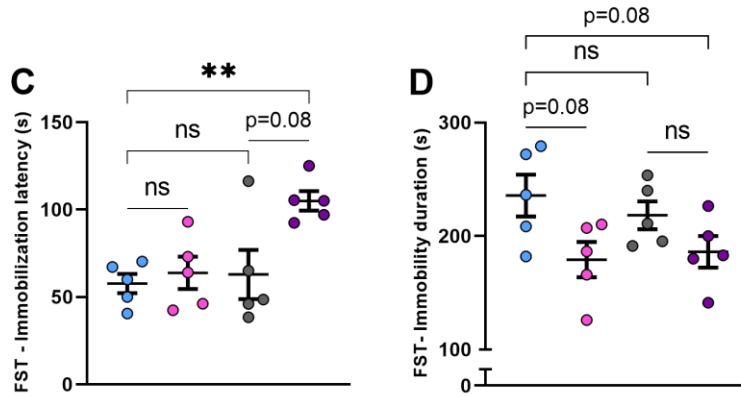 C
**
ns
p=0.08
ns
FST - Immobilization latency (s)
150
100
50
0
D
p=0.08
ns
p=0.08
ns
FST- Immobility duration (s)
300
200
100
0